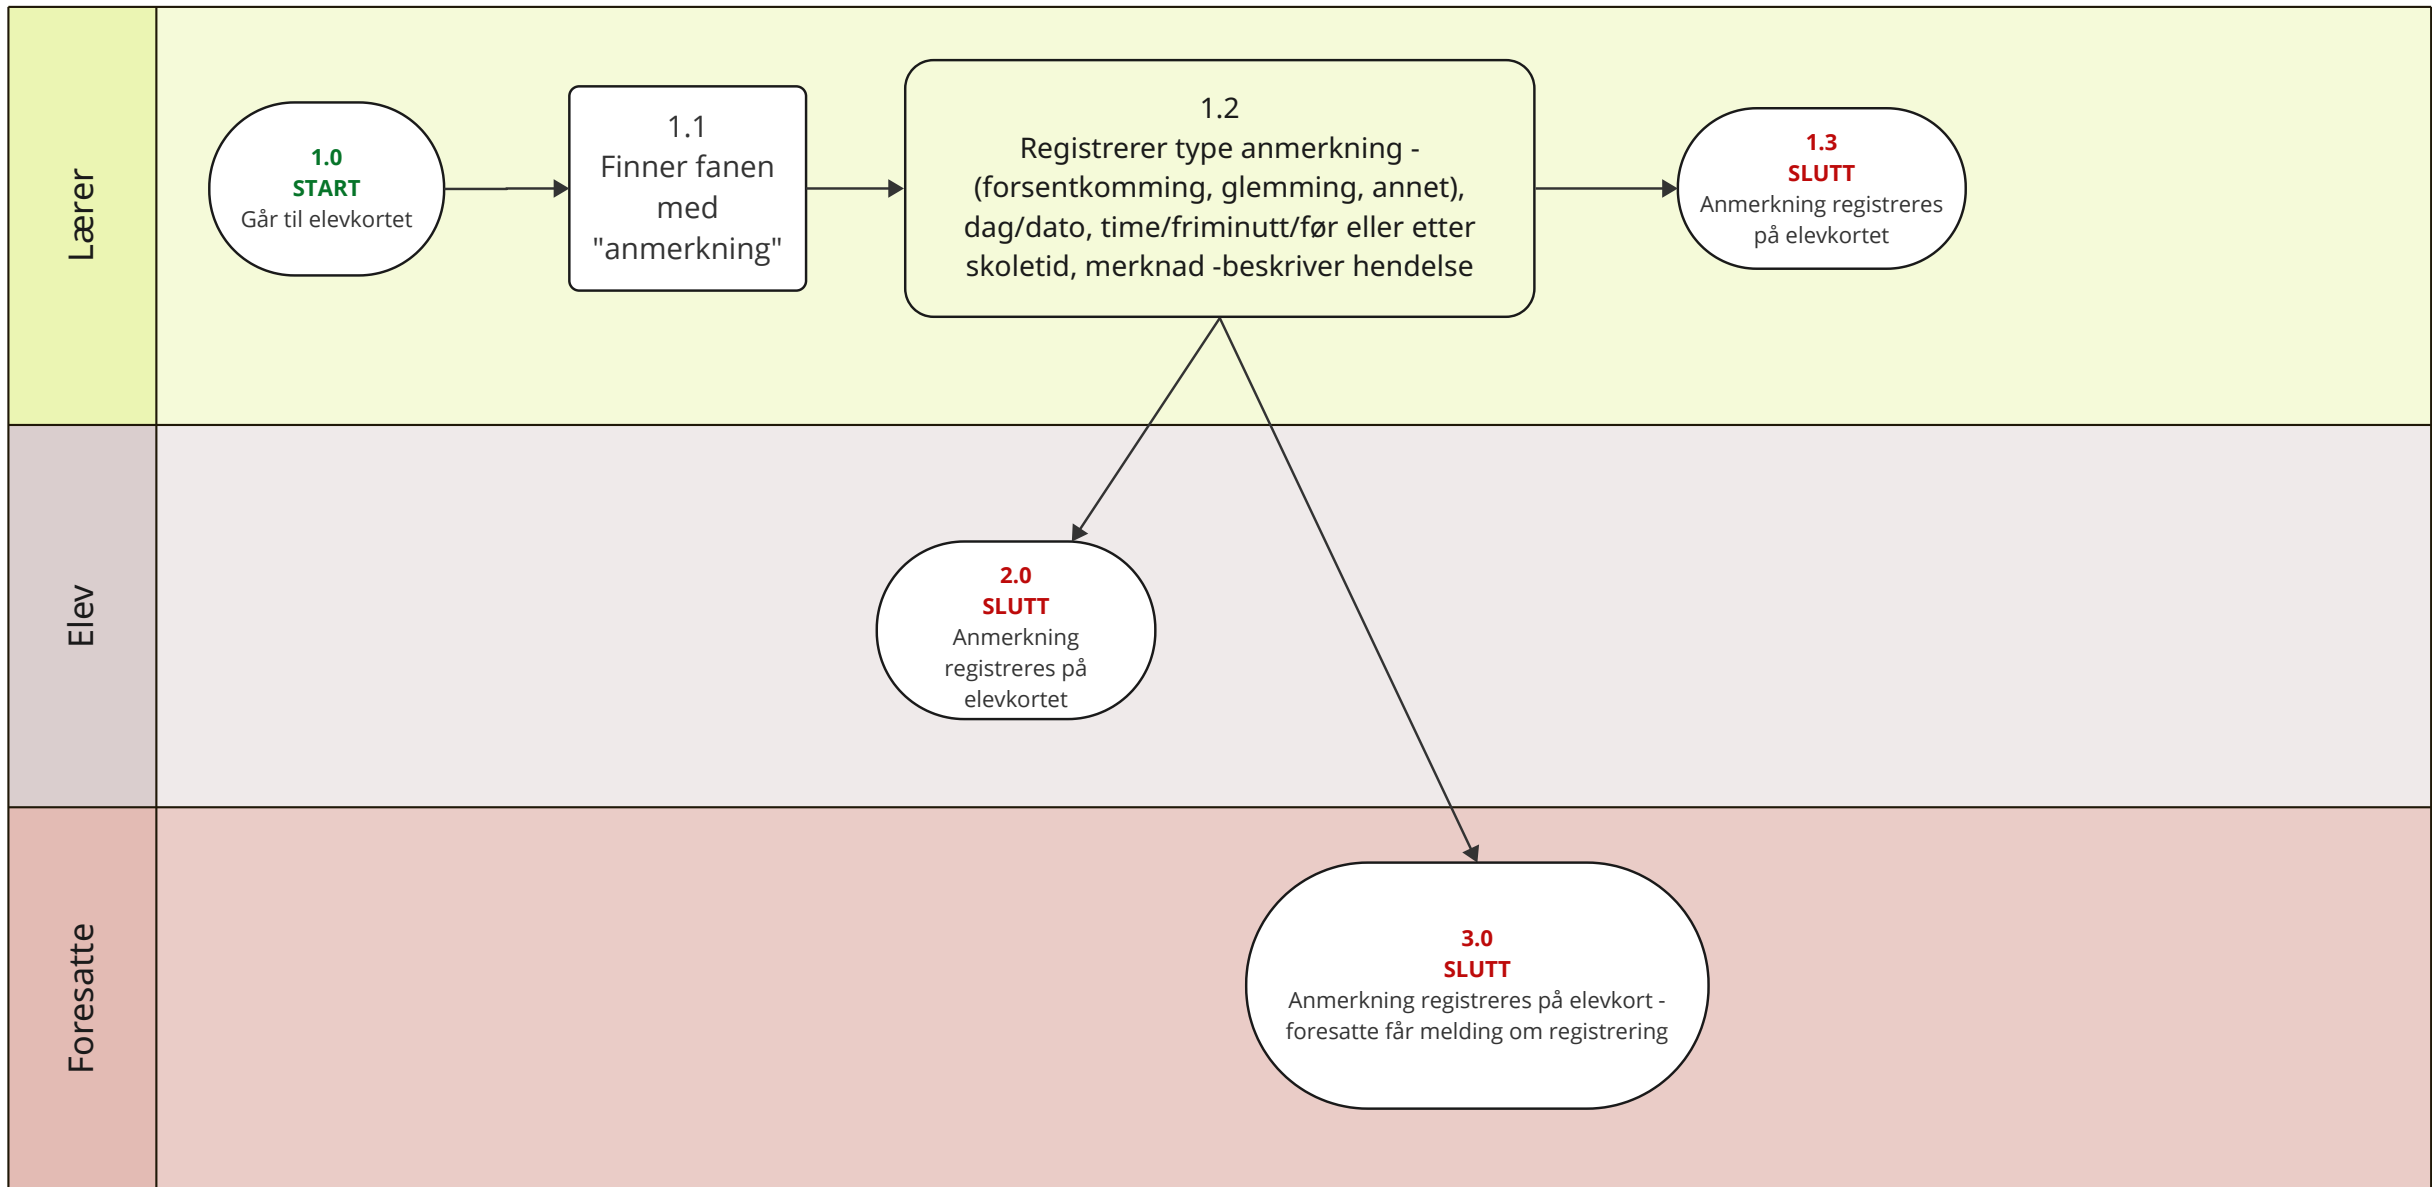 Lærer
1.0
START
Går til elevkortet
1.1
Finner fanen
med
"anmerkning"
1.2
Registrerer type anmerkning -
(forsentkomming, glemming, annet),
dag/dato, time/friminutt/før eller etter
skoletid, merknad -beskriver hendelse
1.3
SLUTT
Anmerkning registreres
på elevkortet
Elev
2.0
SLUTT
Anmerkning
registreres på
elevkortet
Foresatte
3.0
SLUTT
Anmerkning registreres på elevkort -
foresatte får melding om registrering